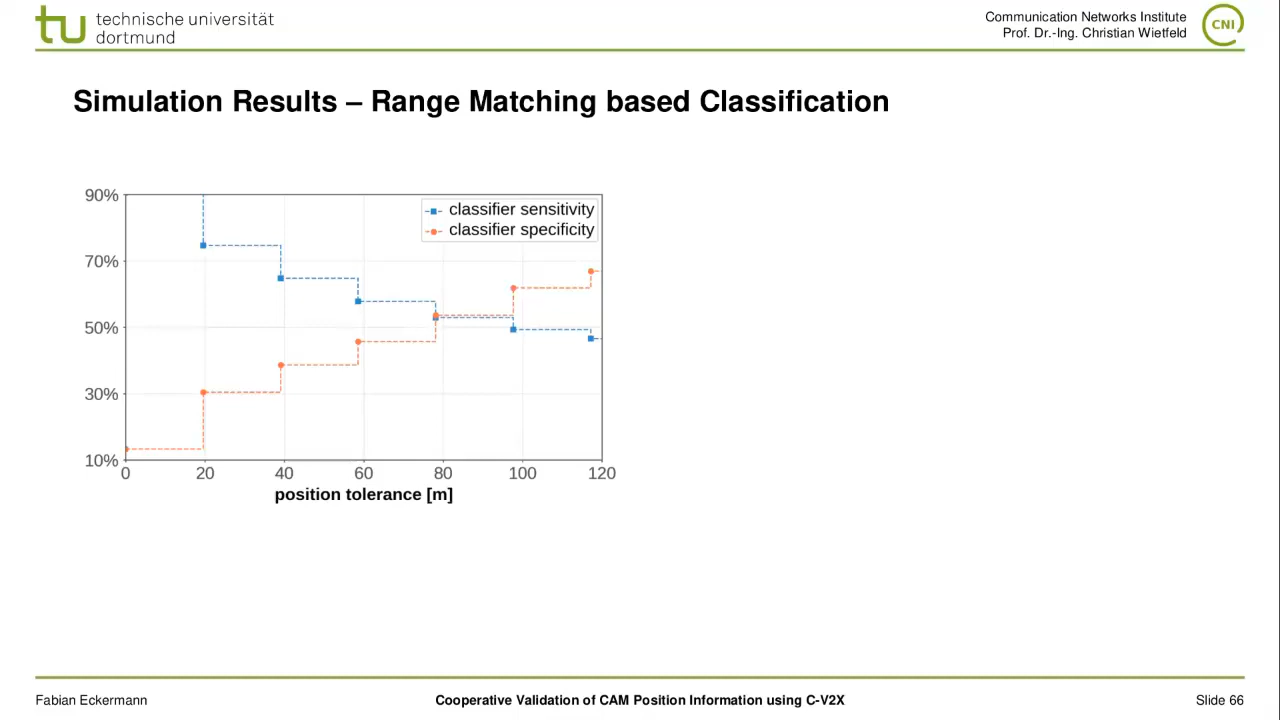 technische universität
dortmund
Communication Networks Institute
Prof. Dr.-Ing. Christian Wietfeld
CNI
Simulation Results – Range Matching based Classification
90%
70%
50%
30%
10%
classifier sensitivity
classifier specificity
0 20 40 60 80 100 120
position tolerance [m]
Fabian Eckermann
Cooperative Validation of CAM Position Information using C-V2X
Slide 66